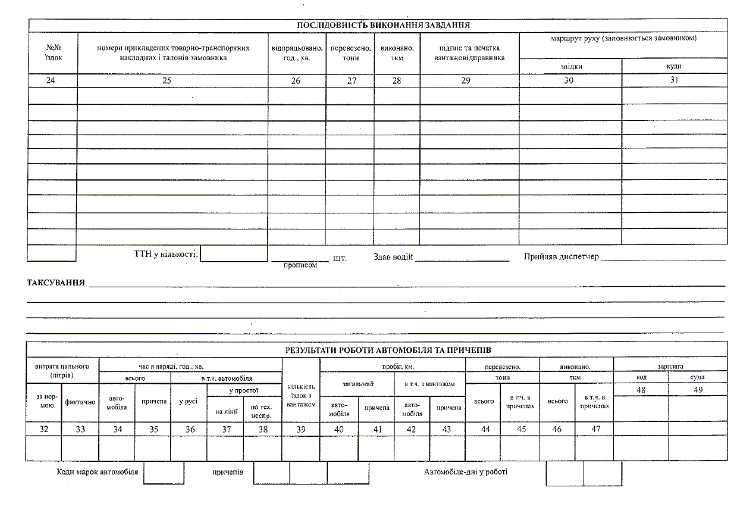 ПОСЛІДОВНІСТЬ ВИКОНАННЯ ЗАВДАННЯ
№№ їздок
номери прикладених товарно-транспортних накладних і талонів замовника
відпрацьовано, год., хв.
перевезено, тонн
виконано, ткм
підпис та печатка вантажовідправника
маршрут руху (заповнюється замовником)
звідки
куди
24 25 26 27 28 29 30 31
ТТН у кількості:
прописом
шт.
Здав водій
Прийняв диспетчер
ТАКСУВАННЯ
РЕЗУЛЬТАТИ РОБОТИ АВТОМОБІЛЯ ТА ПРИЧЕПІВ
витрата пального (літрів)
час в наряді, год., хв.
кількість їздок з вантажем
пробіг, км.
перевезено, тонн
виконано, ткм
зарплата
всього
в т.ч. автомобіля
загальний
в т.ч. з вантажем
код
сума
за нормою
фактично
автомобіля
причепа
у русі
у простої
на лінії
по тех. неспр.
автомобіля
причепа
автомобіля
причепа
всього
в т.ч. в причепах
всього
в т.ч. в причепах
48 49
32 33 34 35 36 37 38 39 40 41 42 43 44 45 46 47
Коди марок автомобіля
причепів
Автомобіле-дні у роботі